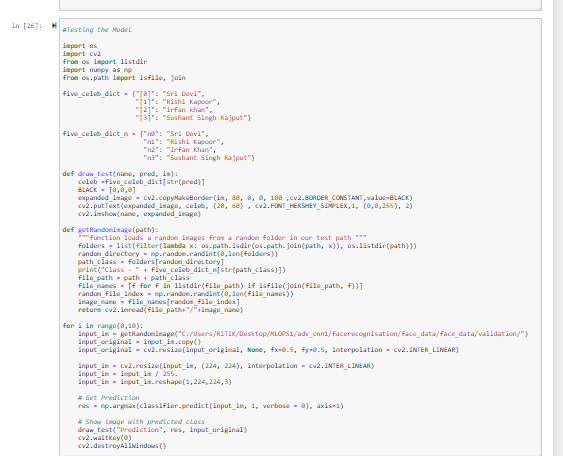 In [26]:
#Testing the Model
import os
import cv2
from os import listdir
import numpy as np
from os.path import isfile, join
five_celeb_dict = {"[0]": "Sri Devi",
"[1]": "Rishi Kapoor",
"[2]": "irfan khan",
"[3]": "Sushant Singh Rajput"}
five_celeb_dict_n = {"n0": "Sri Devi",
"n1": "Rishi Kapoor",
"n2": "Irfan Khan",
"n3": "Sushant Singh Rajput"}
def draw_test(name, pred, im):
celeb =five_celeb_dict[str(pred)]
BLACK = [0,0,0]
expanded_image = cv2.copyMakeBorder(im, 80, 0, 0, 100 ,cv2.BORDER_CONSTANT,value=BLACK)
cv2.putText(expanded_image, celeb, (20, 60) , cv2.FONT_HERSHEY_SIMPLEX,1, (0,0,255), 2)
cv2.imshow(name, expanded_image)
def getRandomImage(path):
"""function loads a random images from a random folder in our test path """
folders = list(filter(lambda x: os.path.isdir(os.path.join(path, x)), os.listdir(path)))
random_directory = np.random.randint(0,len(folders))
path_class = folders[random_directory]
print("Class - " + five_celeb_dict_n[str(path_class)])
file_path = path + path_class
file_names = [f for f in listdir(file_path) if isfile(join(file_path, f))]
random_file_index = np.random.randint(0,len(file_names))
image_name = file_names[random_file_index]
return cv2.imread(file_path+"/"+image_name)
for i in range(0,10):
input_im = getRandomImage("C:/Users/RITIK/Desktop/MLOPS1/adv_cnn1/facerecognisation/face_data/face_data/validation/")
input_original = input_im.copy()
input_original = cv2.resize(input_original, None, fx=0.5, fy=0.5, interpolation = cv2.INTER_LINEAR)
input_im = cv2.resize(input_im, (224, 224), interpolation = cv2.INTER_LINEAR)
input_im = input_im / 255.
input_im = input_im.reshape(1,224,224,3)
# Get Prediction
res = np.argmax(classifier.predict(input_im, 1, verbose = 0), axis=1)
# Show image with predicted class
draw_test("Prediction", res, input_original)
cv2.waitKey(0)
cv2.destroyAllWindows()